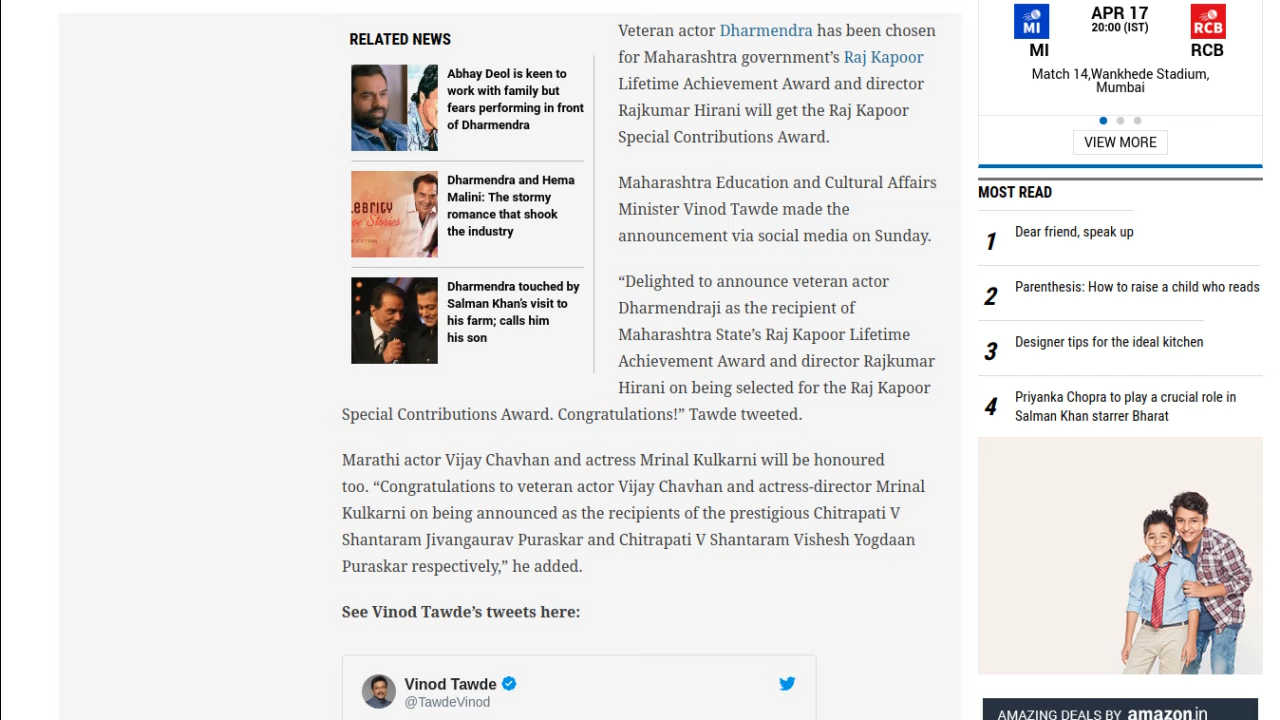 RELATED NEWS
Abhay Deol is keen to
work with family but
fears performing in front
of Dharmendra
EBRITY
ve Stories
Dharmendra and Hema
Malini: The stormy
romance that shook
the industry
Dharmendra touched by
Salman Khan’s visit to
his farm; calls him
his son
Veteran actor Dharmendra has been chosen
for Maharashtra government’s Raj Kapoor
Lifetime Achievement Award and director
Rajkumar Hirani will get the Raj Kapoor
Special Contributions Award.
Maharashtra Education and Cultural Affairs
Minister Vinod Tawde made the
announcement via social media on Sunday.
“Delighted to announce veteran actor
Dharmendraji as the recipient of
Maharashtra State’s Raj Kapoor Lifetime
Achievement Award and director Rajkumar
Hirani on being selected for the Raj Kapoor
Special Contributions Award. Congratulations!” Tawde tweeted.
Marathi actor Vijay Chavhan and actress Mrinal Kulkarni will be honoured
too. “Congratulations to veteran actor Vijay Chavhan and actress-director Mrinal
Kulkarni on being announced as the recipients of the prestigious Chitrapati V
Shantaram Jivangaurav Puraskar and Chitrapati V Shantaram Vishesh Yogdaan
Puraskar respectively,” he added.
See Vinod Tawde’s tweets here:
Vinod Tawde
@TawdeVinod
MI
APR 17
20:00 (IST)
RCB
MI
RCB
Match 14,Wankhede Stadium,
Mumbai
VIEW MORE
MOST READ
1 Dear friend, speak up
2 Parenthesis: How to raise a child who reads
3 Designer tips for the ideal kitchen
4 Priyanka Chopra to play a crucial role in
Salman Khan starrer Bharat
AMAZING DEALS BY amazon.in